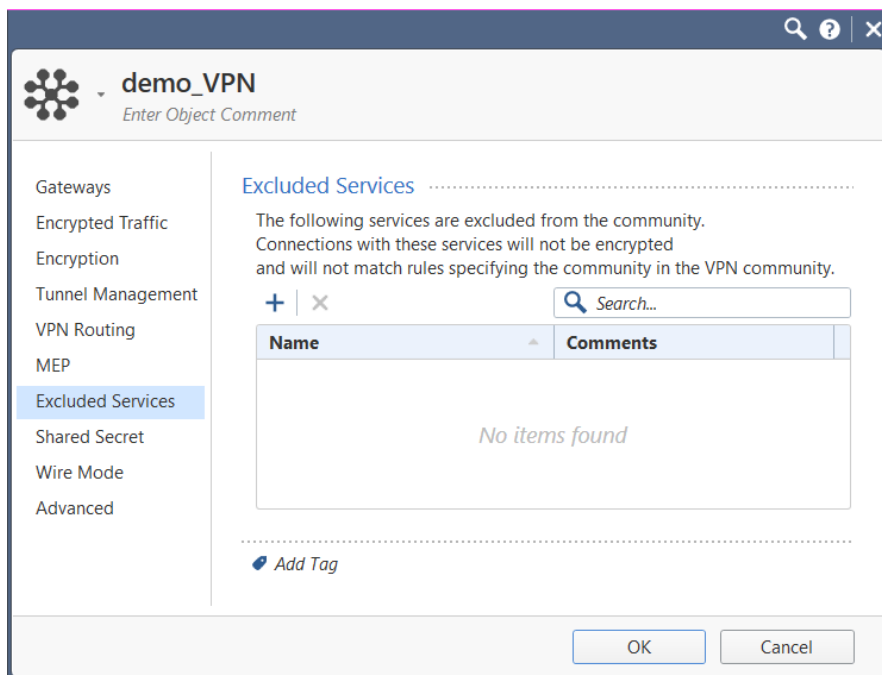 demo_VPN
Enter Object Comment
Gateways
Encrypted Traffic
Encryption
Tunnel Management
VPN Routing
MEP
Excluded Services
Shared Secret
Wire Mode
Advanced
Excluded Services
The following services are excluded from the community.
Connections with these services will not be encrypted
and will not match rules specifying the community in the VPN community.
Search...
Name Comments
No items found
Add Tag
OK Cancel